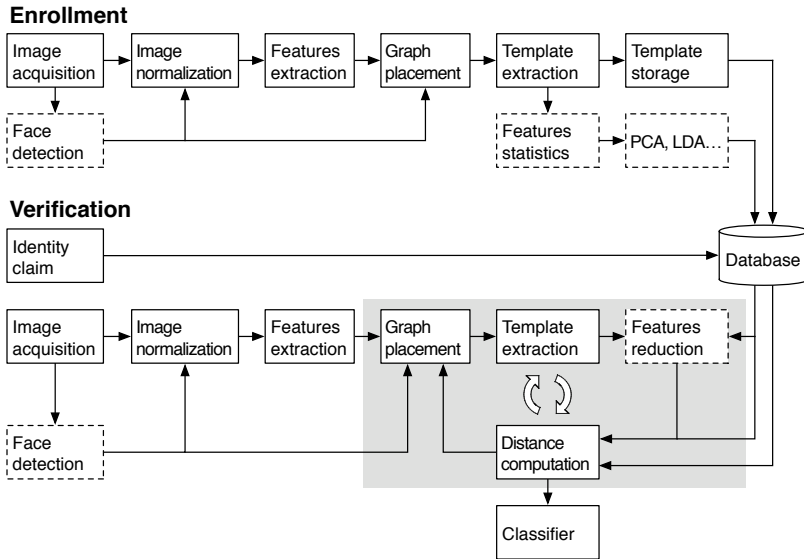 Enrollment
Image
acquisition
Image
normalization
Features
extraction
Graph
placement
Template
extraction
Template
storage
Face
detection
Features
statistics
PCA, LDA…
Verification
Identity
claim
Database
Image
acquisition
Image
normalization
Features
extraction
Graph
placement
Template
extraction
Features
reduction
Face
detection
Distance
computation
Classifier